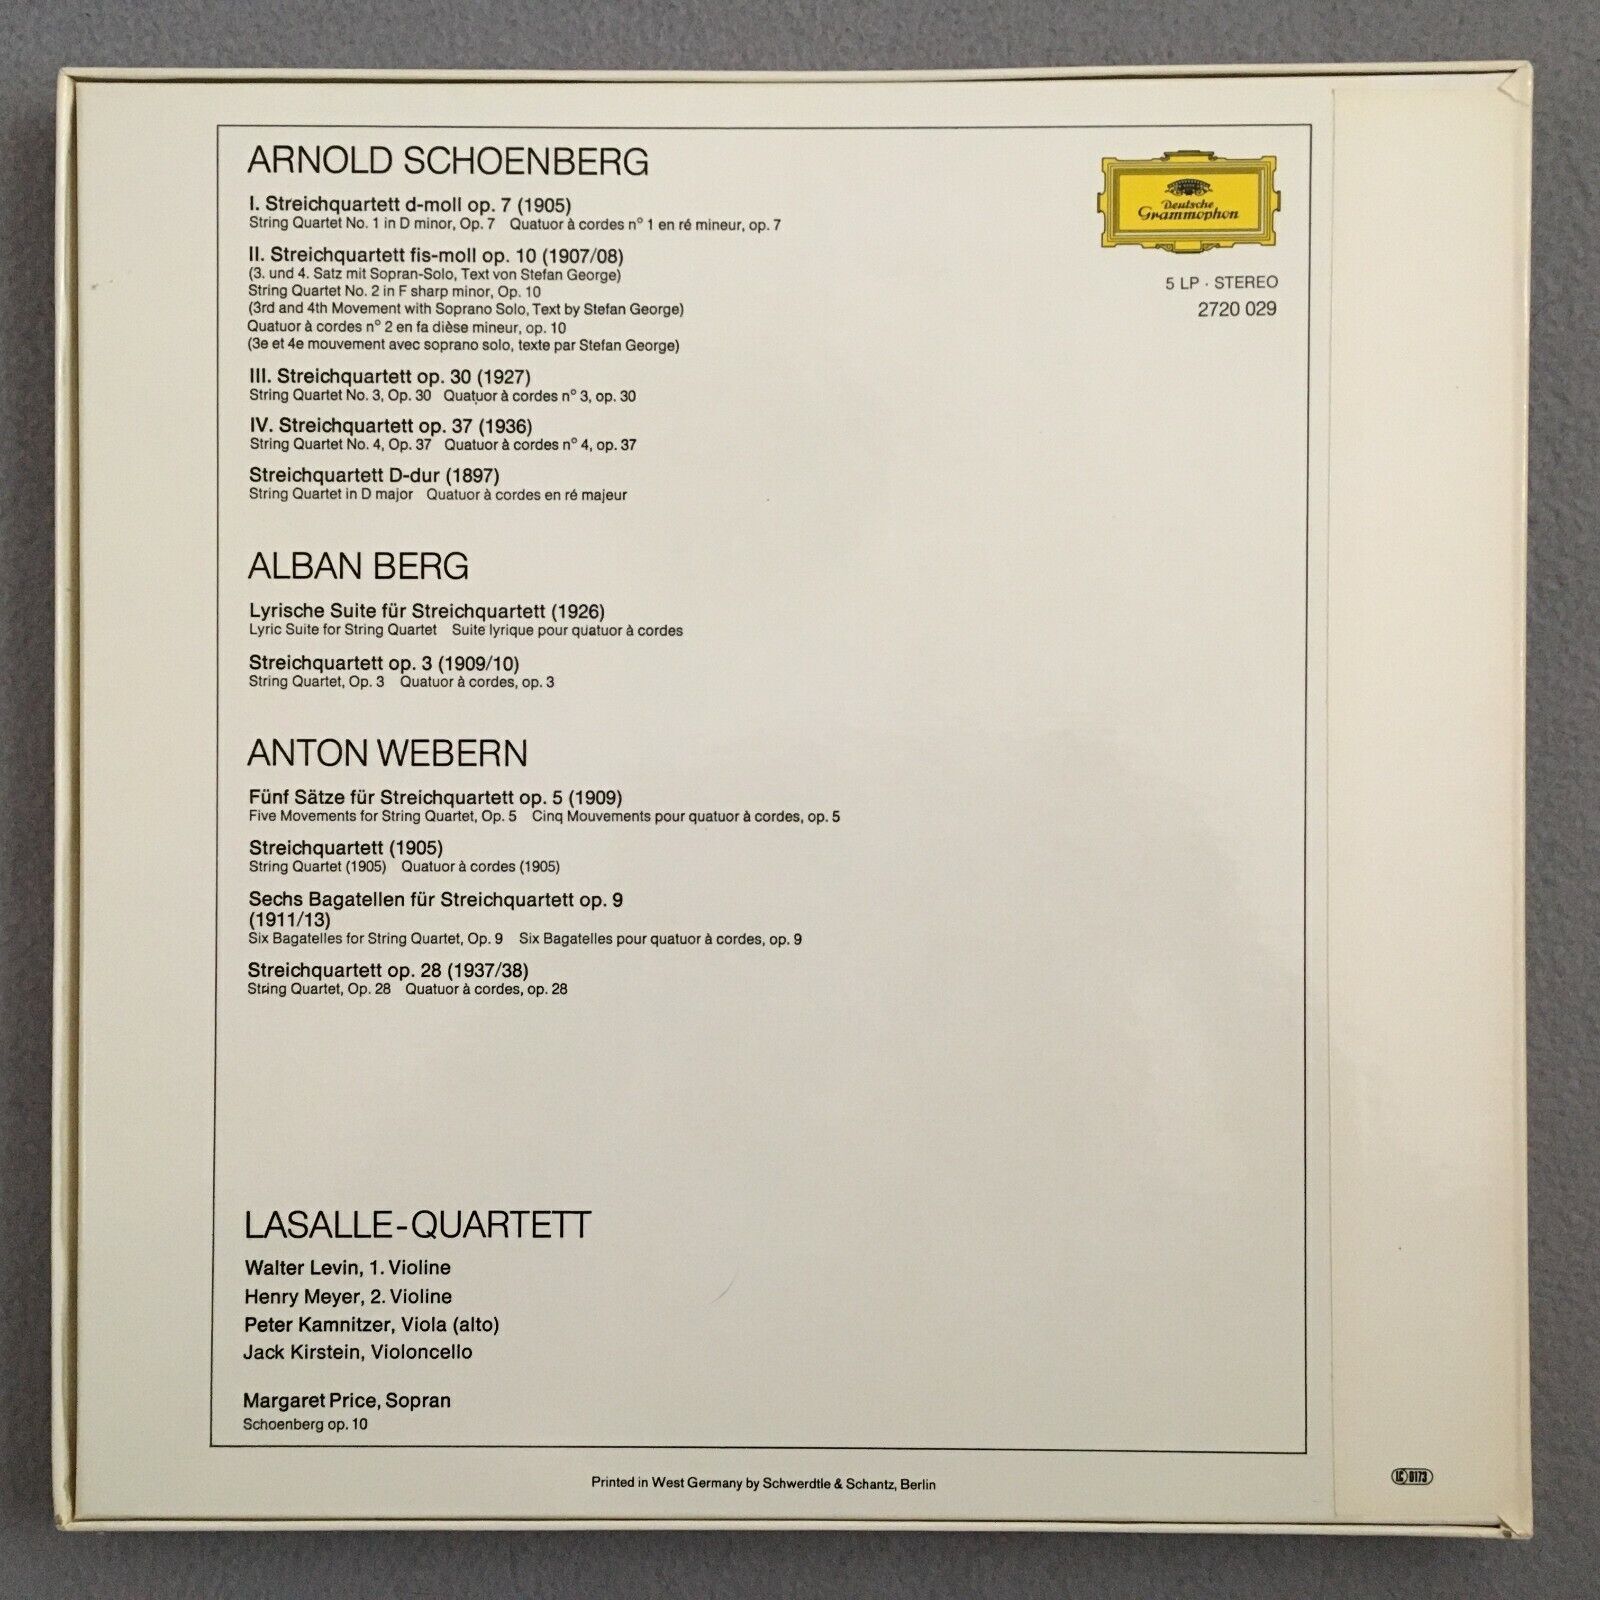 ARNOLD SCHOENBERG
I. Streichquartett d-moll op. 7 (1905)
String Quartet No. 1 in D minor, Op. 7 Quatuor à cordes n° 1 en ré mineur, op. 7
II. Streichquartett fis-moll op. 10 (1907/08)
(3. und 4. Satz mit Sopran-Solo, Text von Stefan George)
String Quartet No. 2 in F sharp minor, Op. 10
(3rd and 4th Movement with Soprano Solo, Text by Stefan George)
Quatuor à cordes n° 2 en fa dièse mineur, op. 10
(3e et 4e mouvement avec soprano solo, texte par Stefan George)
III. Streichquartett op. 30 (1927)
String Quartet No. 3, Op. 30 Quatuor à cordes n° 3, op. 30
IV. Streichquartett op. 37 (1936)
String Quartet No. 4, Op. 37 Quatuor à cordes n° 4, op. 37
Streichquartett D-dur (1897)
String Quartet in D major Quatuor à cordes en ré majeur
Deutsche
Grammophon
5 LP · STEREO
2720 029
ALBAN BERG
Lyrische Suite für Streichquartett (1926)
Lyric Suite for String Quartet Suite lyrique pour quatuor à cordes
Streichquartett op. 3 (1909/10)
String Quartet, Op. 3 Quatuor à cordes, op. 3
ANTON WEBERN
Fünf Sätze für Streichquartett op. 5 (1909)
Five Movements for String Quartet, Op. 5 Cinq Mouvements pour quatuor à cordes, op. 5
Streichquartett (1905)
String Quartet (1905) Quatuor à cordes (1905)
Sechs Bagatellen für Streichquartett op. 9
(1911/13)
Six Bagatelles for String Quartet, Op. 9 Six Bagatelles pour quatuor à cordes, op. 9
Streichquartett op. 28 (1937/38)
String Quartet, Op. 28 Quatuor à cordes, op. 28
LASALLE-QUARTETT
Walter Levin, 1. Violine
Henry Meyer, 2. Violine
Peter Kamnitzer, Viola (alto)
Jack Kirstein, Violoncello
Margaret Price, Sopran
Schoenberg op. 10
Printed in West Germany by Schwerdtle & Schantz, Berlin
LC 0173